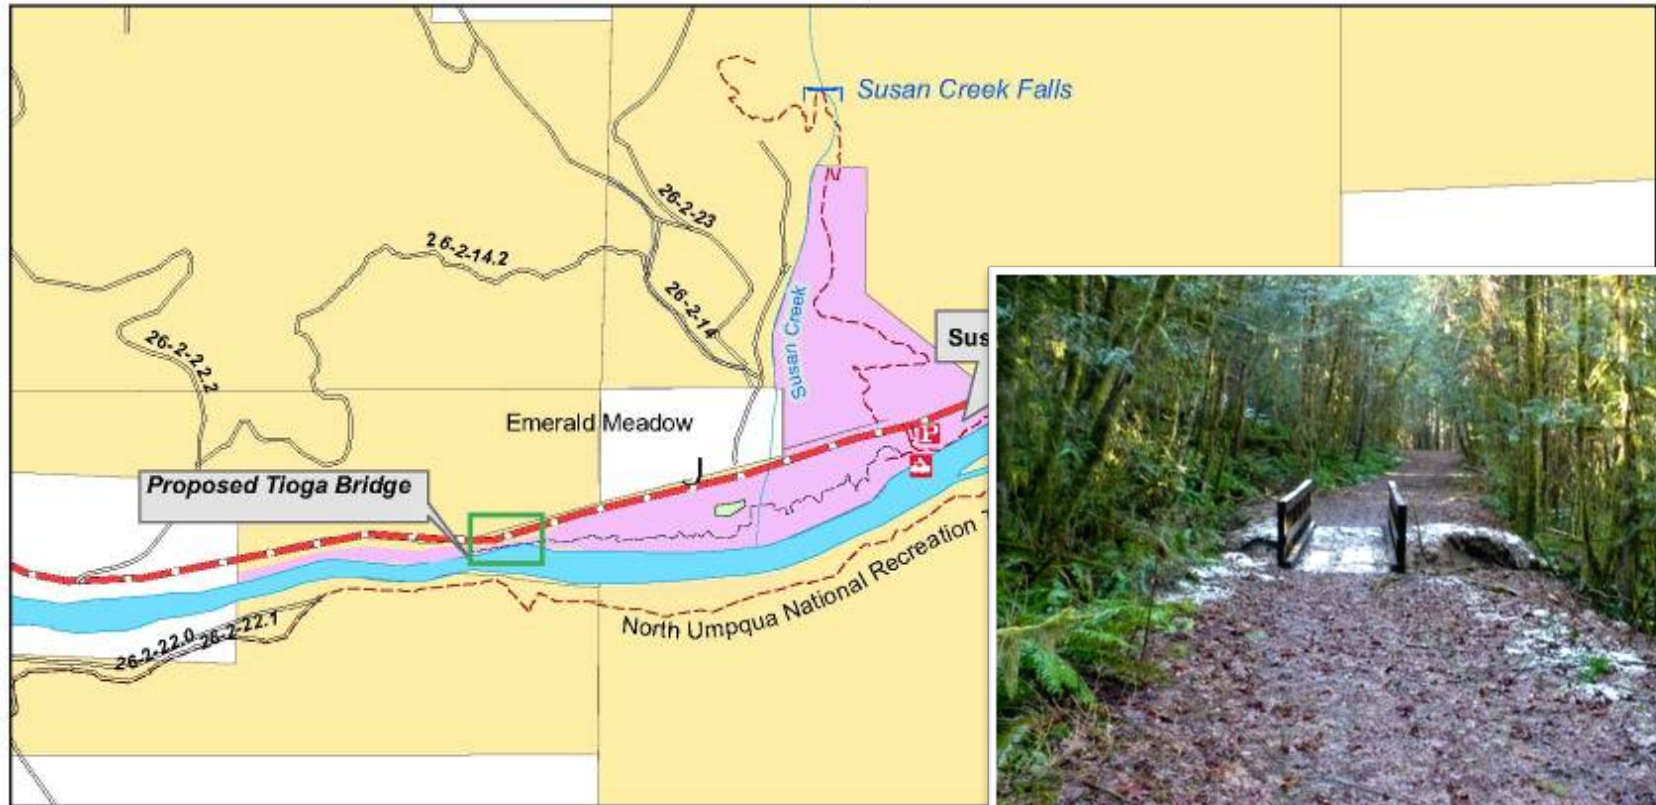 Susan Creek Falls
26-2-23
26-2-14.2
26-2-14
Susan Creek
26-2-22.2
Sus
Emerald Meadow
J
P
Proposed Tioga Bridge
North Umpqua National Recreation
26-2-22.0
26-2-22.1